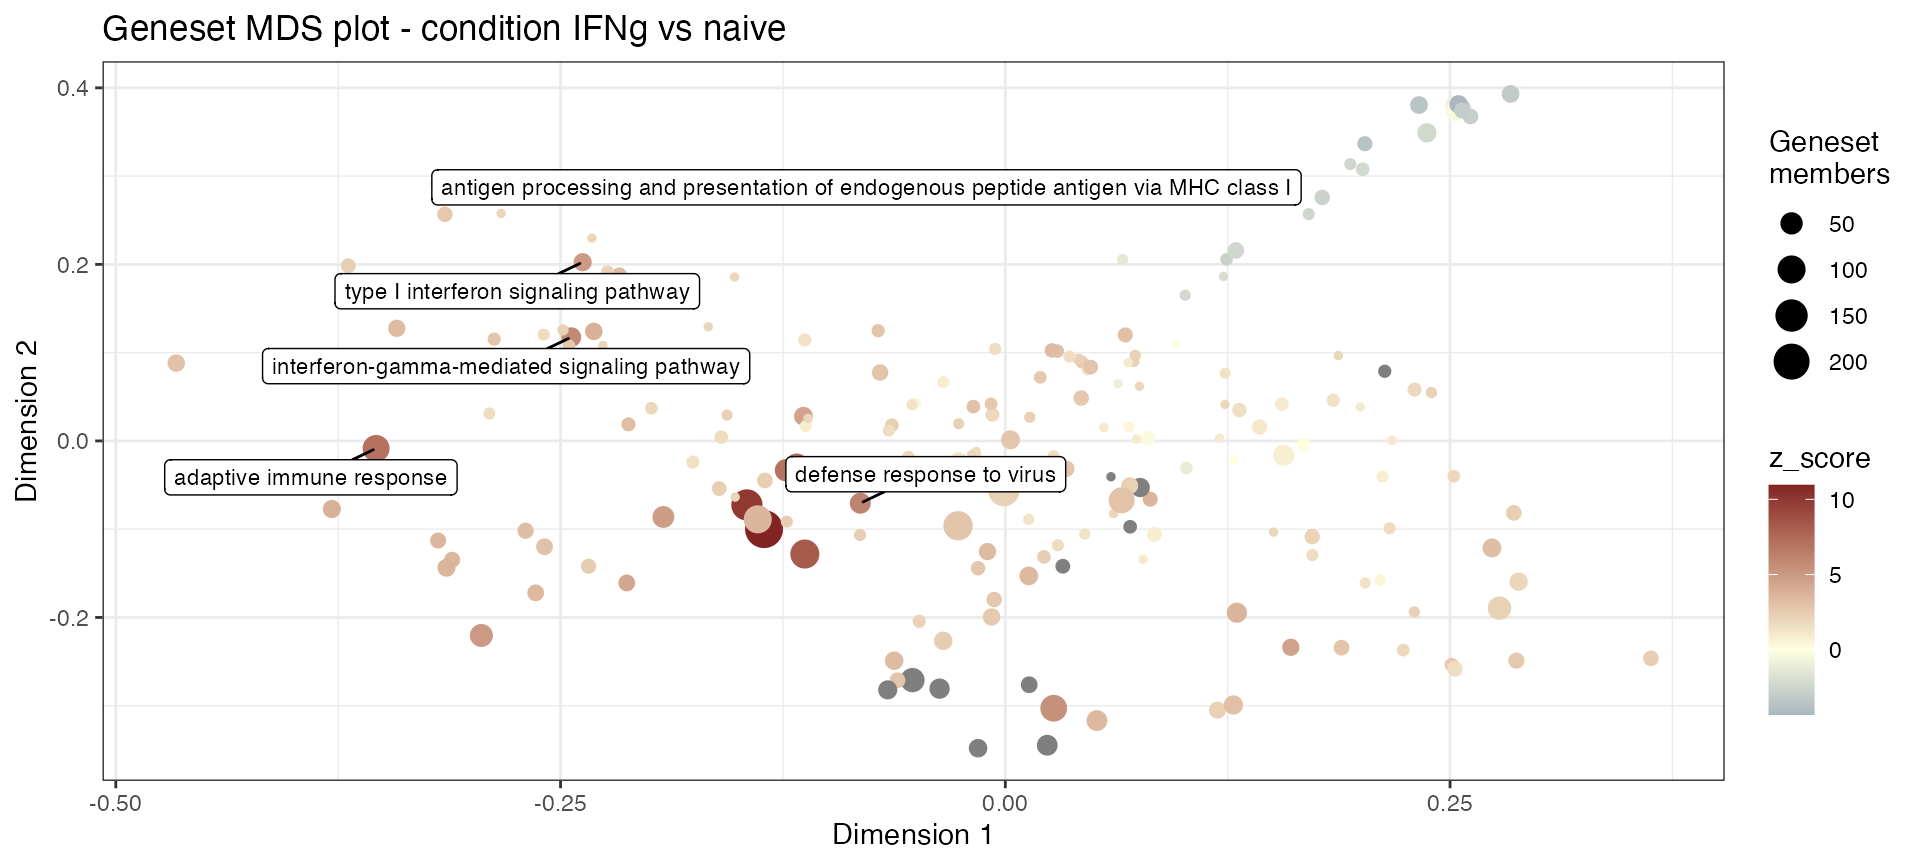 Geneset MDS plot - condition IFNg vs naive
Dimension 2
0.4
0.2
0.0
-0.2
antigen processing and presentation of endogenous peptide antigen via MHC class I
type I interferon signaling pathway
interferon-gamma-mediated signaling pathway
adaptive immune response
defense response to virus
-0.50
-0.25
0.00
0.25
Dimension 1
Geneset
members
50
100
150
200
z_score
10
5
0